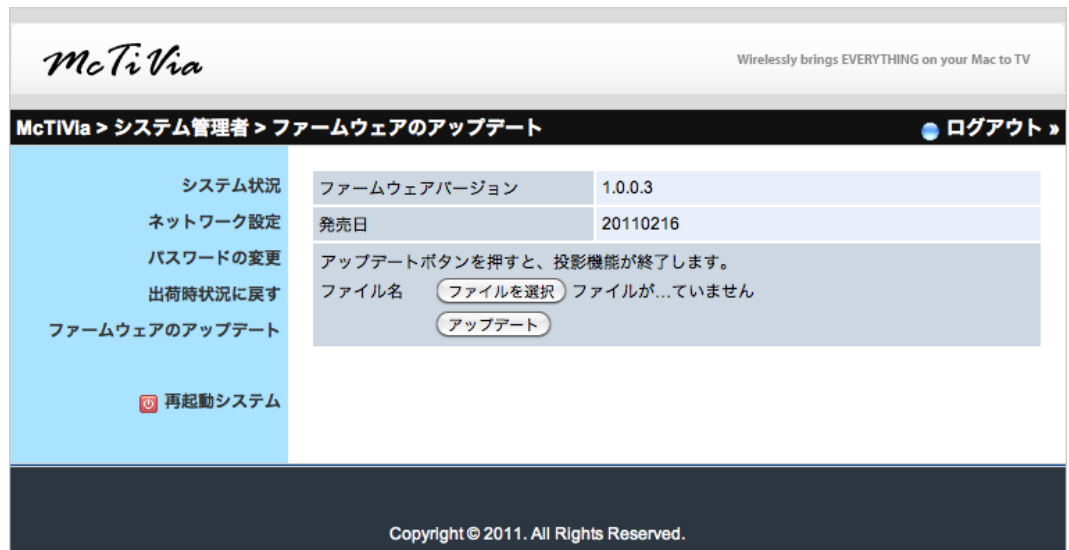 McTiVia
Wirelessly brings EVERYTHING on your Mac to TV
McTiVia > システム管理者 > ファームウェアのアップデート
ログアウト »
システム状況
ネットワーク設定
パスワードの変更
出荷時状況に戻す
ファームウェアのアップデート
再起動システム
ファームウェアバージョン 1.0.0.3
発売日 20110216
アップデートボタンを押すと、投影機能が終了します。
ファイル名 ファイルを選択 ファイルが...ていません
アップデート
Copyright © 2011. All Rights Reserved.